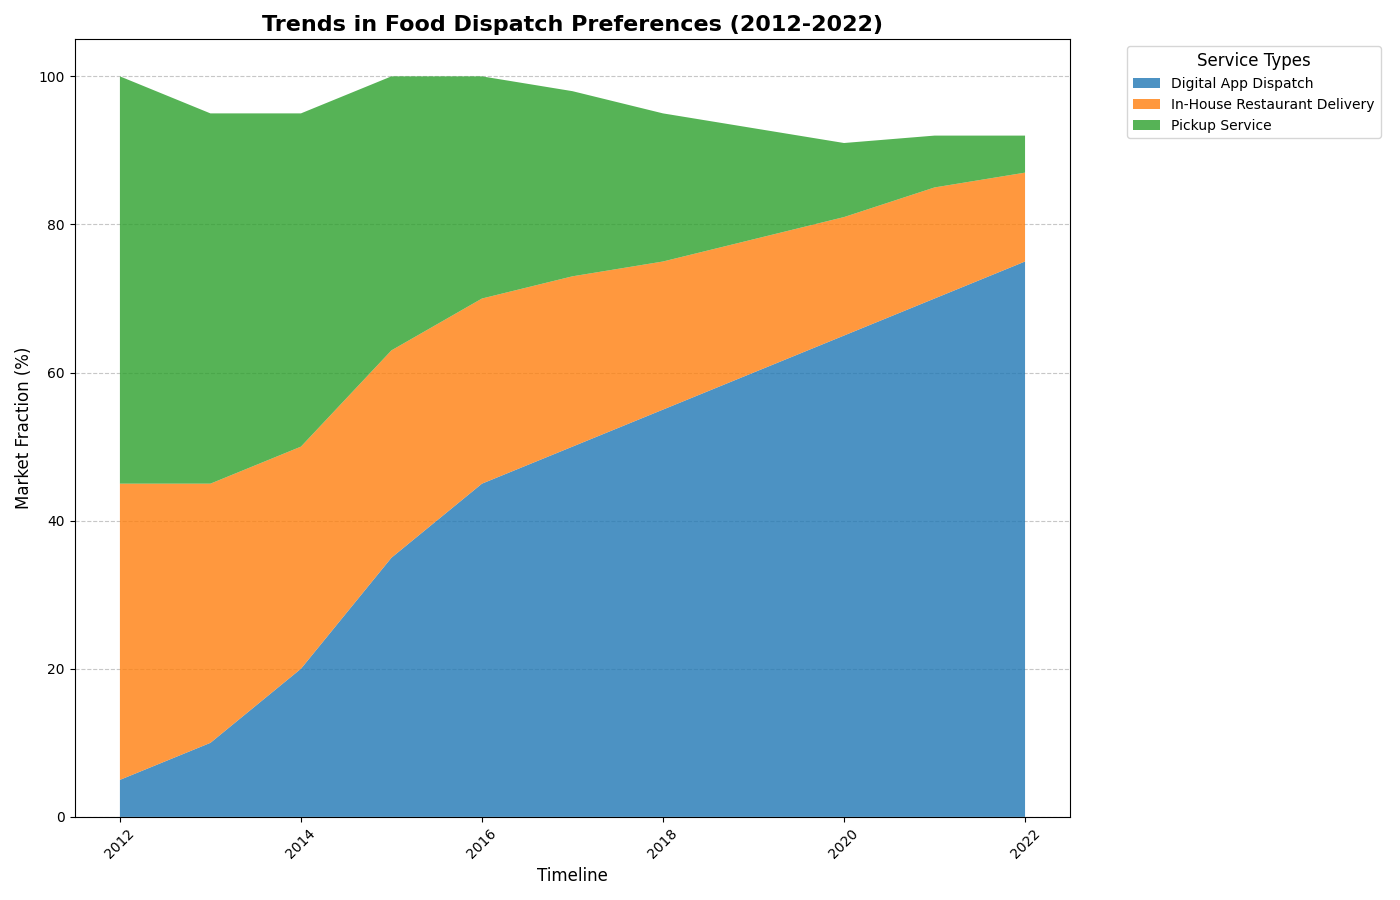 Trends in Food Dispatch Preferences (2012-2022)
Service Types
Digital App Dispatch
In-House Restaurant Delivery
Pickup Service
Market Fraction (%)
100
80
60
40
20
0
2012
2014
2016
2018
2020
2022
Timeline